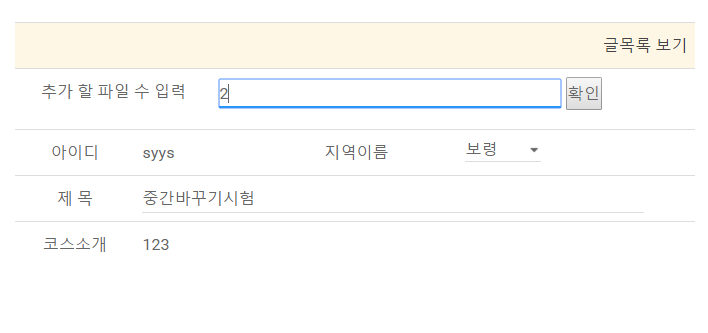 글목록 보기
추가 할 파일 수 입력 2 확인
아이디 syys 지역이름 보령
제 목 중간바꾸기시험
코스소개 123